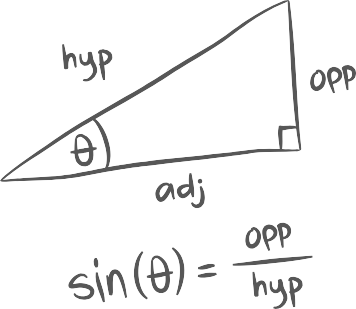 hyp
opp
θ
adj
sin(θ) = opp/hyp